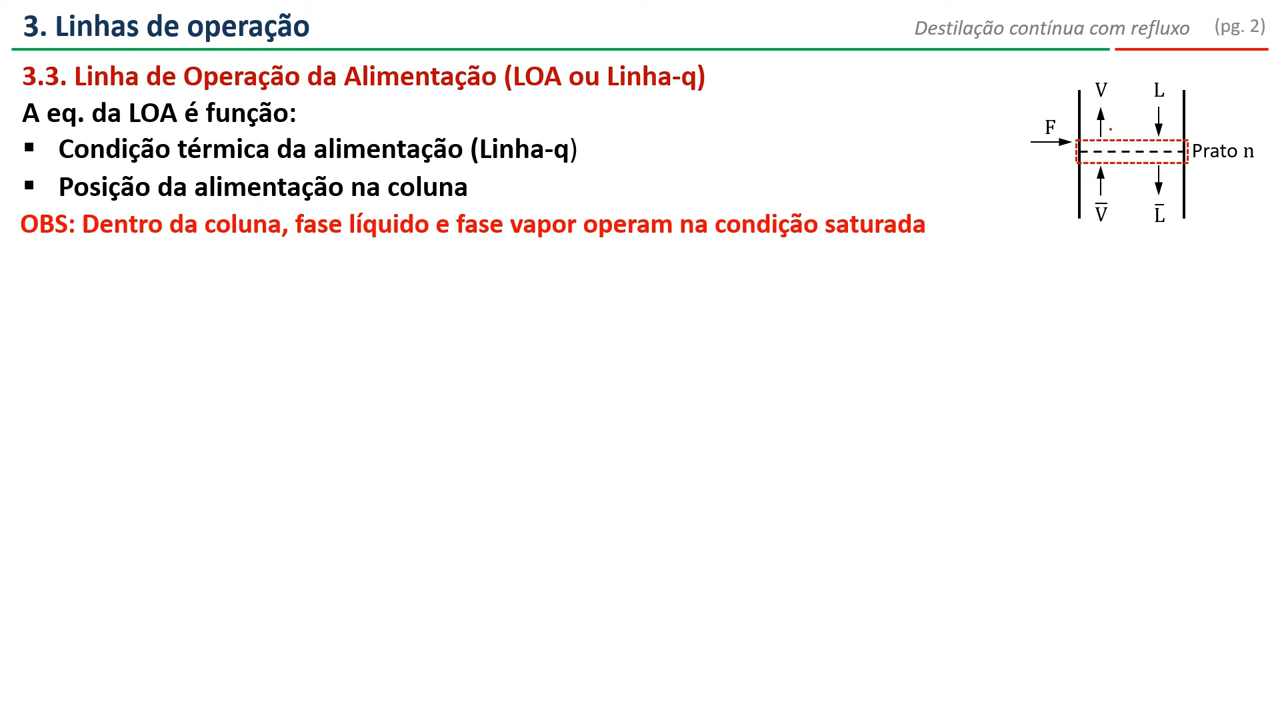 3. Linhas de operação
Destilação contínua com refluxo
(pg. 2)
3.3. Linha de Operação da Alimentação (LOA ou Linha-q)
A eq. da LOA é função:
▪ Condição térmica da alimentação (Linha-q)
▪ Posição da alimentação na coluna
OBS: Dentro da coluna, fase líquido e fase vapor operam na condição saturada
V L
F
Prato n
V̅ L̅